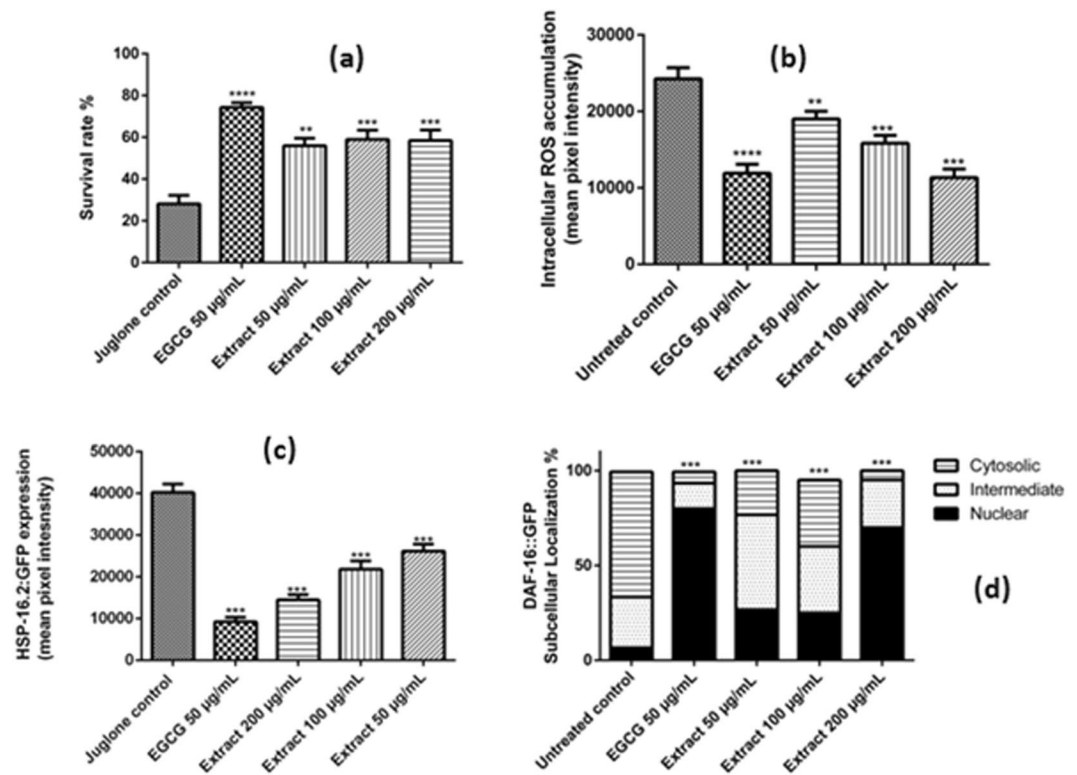 (a)
Survival rate %
100
80
60
40
20
0
****
**
***
***
Juglone control
EGCG 50 µg/mL
Extract 50 µg/mL
Extract 100 µg/mL
Extract 200 µg/mL
(b)
Intracellular ROS accumulation
(mean pixel intensity)
30000
20000
10000
0
****
**
***
***
Untreted control
EGCG 50 µg/mL
Extract 50 µg/mL
Extract 100 µg/mL
Extract 200 µg/mL
(c)
HSP-16.2:GFP expression
(mean pixel intesnsity)
50000
40000
30000
20000
10000
0
***
***
***
***
Juglone control
EGCG 50 µg/mL
Extract 200 µg/mL
Extract 100 µg/mL
Extract 50 µg/mL
(d)
DAF-16::GFP
Subcellular Localization %
100
50
0
***
***
***
***
Cytosolic
Intermediate
Nuclear
Untreated control
EGCG 50 µg/mL
Extract 50 µg/mL
Extract 100 µg/mL
Extract 200 µg/mL